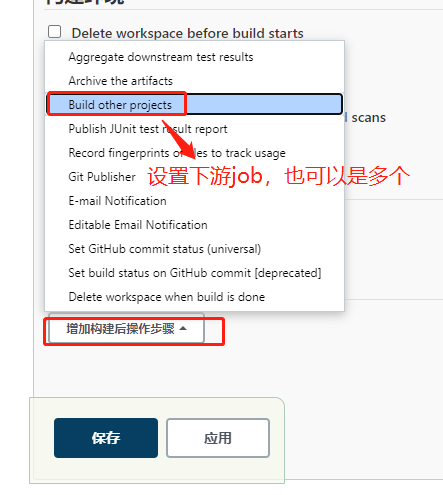 Delete workspace before build starts
Aggregate downstream test results
Archive the artifacts
Build other projects
scans
Publish JUnit test result report
Record fingerprints of files to track usage
Git Publisher
设置下游job，也可以是多个
E-mail Notification
Editable Email Notification
Set GitHub commit status (universal)
Set build status on GitHub commit [deprecated]
Delete workspace when build is done
增加构建后操作步骤
保存
应用